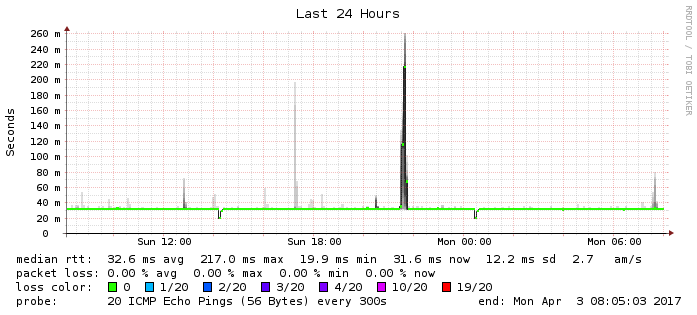 Last 24 Hours
RRDTOOL / TOBI OETIKER
Seconds
260 m
240 m
220 m
200 m
180 m
160 m
140 m
120 m
100 m
80 m
60 m
40 m
20 m
0
Sun 12:00 Sun 18:00 Mon 00:00 Mon 06:00
median rtt: 32.6 ms avg 217.0 ms max 19.9 ms min 31.6 ms now 12.2 ms sd 2.7 am/s
packet loss: 0.00 % avg 0.00 % max 0.00 % min 0.00 % now
loss color: 0 1/20 2/20 3/20 4/20 10/20 19/20
probe: 20 ICMP Echo Pings (56 Bytes) every 300s end: Mon Apr 3 08:05:03 2017